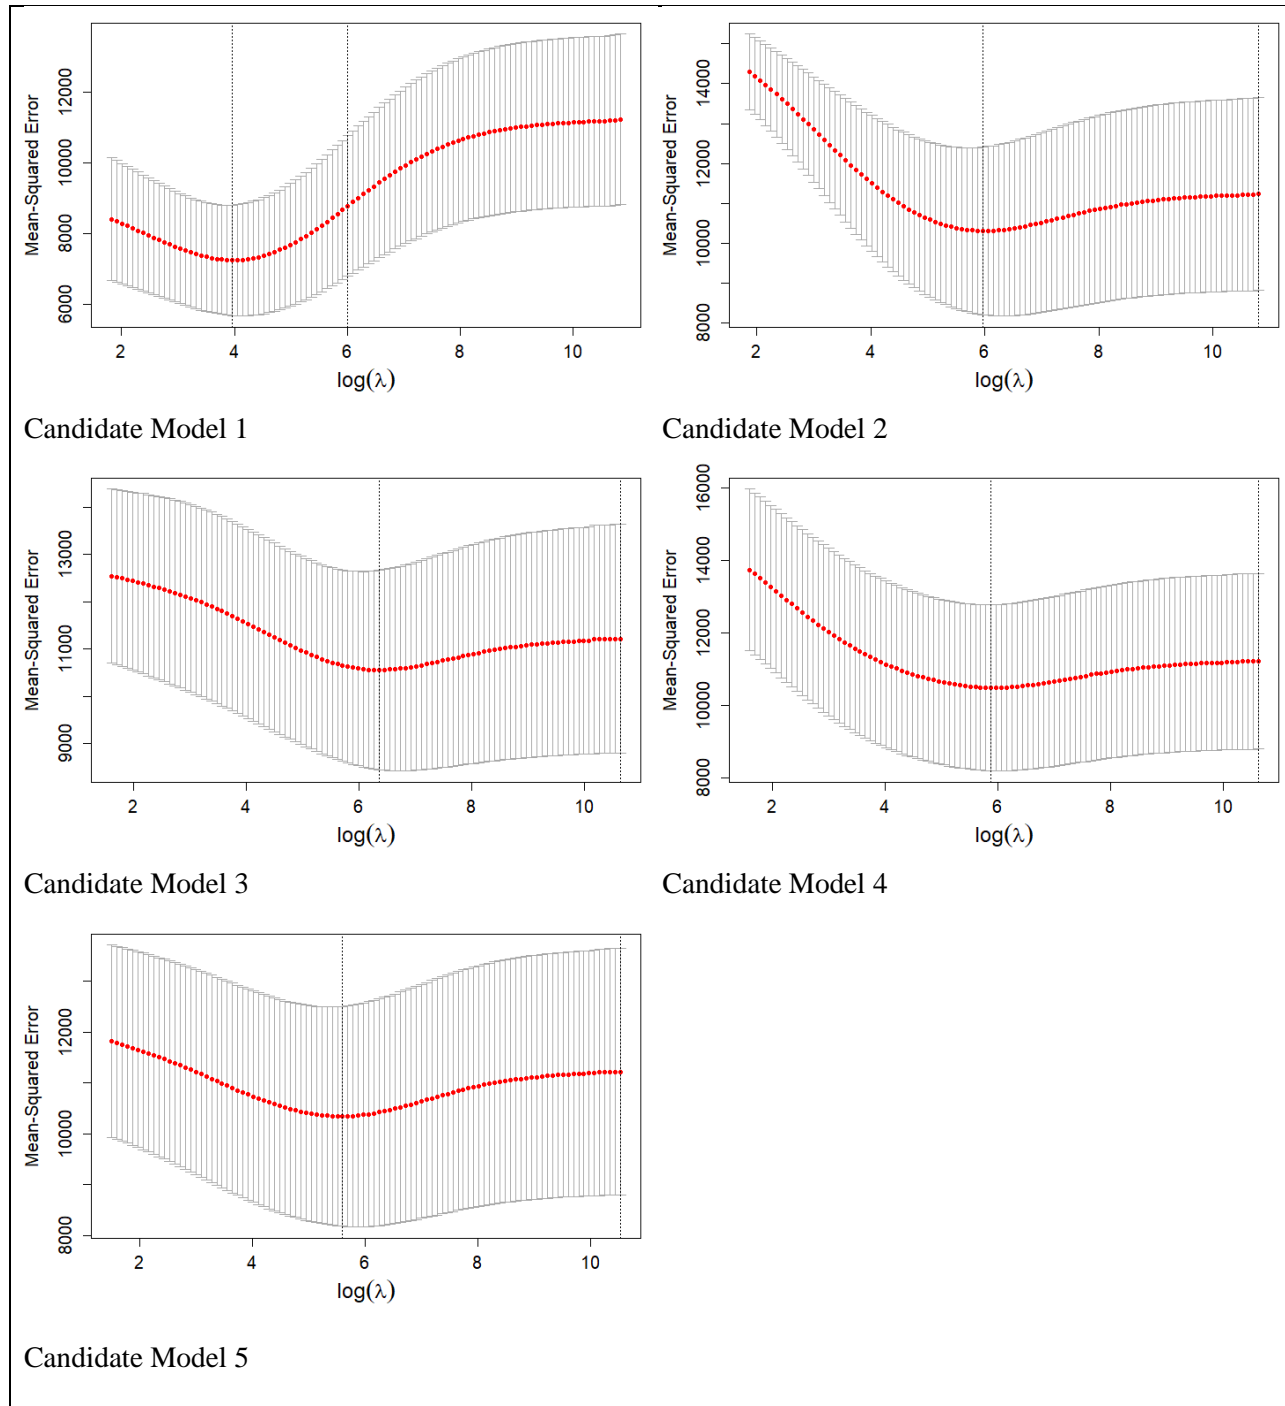 Mean-Squared Error
6000 8000 10000 12000
2 4 6 8 10
log(λ)
Candidate Model 1
Mean-Squared Error
8000 10000 12000 14000
2 4 6 8 10
log(λ)
Candidate Model 2
Mean-Squared Error
9000 11000 13000
2 4 6 8 10
log(λ)
Candidate Model 3
Mean-Squared Error
8000 10000 12000 14000 16000
2 4 6 8 10
log(λ)
Candidate Model 4
Mean-Squared Error
8000 10000 12000
2 4 6 8 10
log(λ)
Candidate Model 5